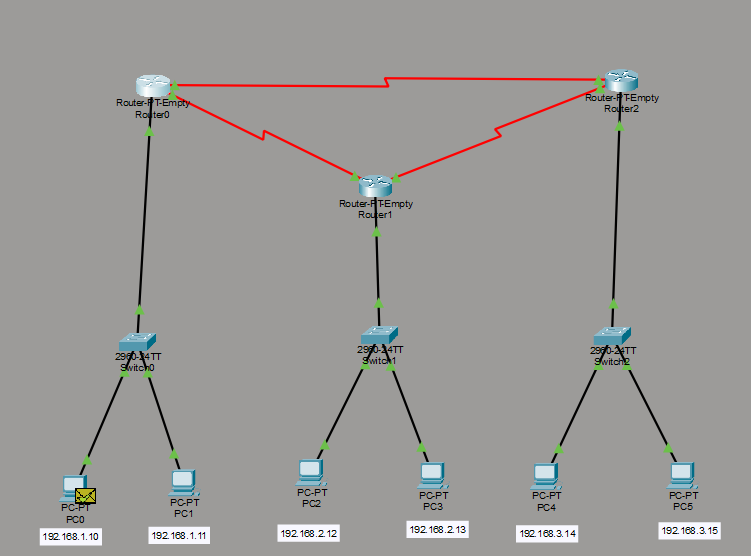 Router-PT-Empty
Router0
Router-PT-Empty
Router2
Router-PT-Empty
Router1
2960-24TT
Switch0
2960-24TT
Switch1
2960-24TT
Switch2
PC-PT
PC0
PC-PT
PC1
PC-PT
PC2
PC-PT
PC3
PC-PT
PC4
PC-PT
PC5
192.168.1.10
192.168.1.11
192.168.2.12
192.168.2.13
192.168.3.14
192.168.3.15